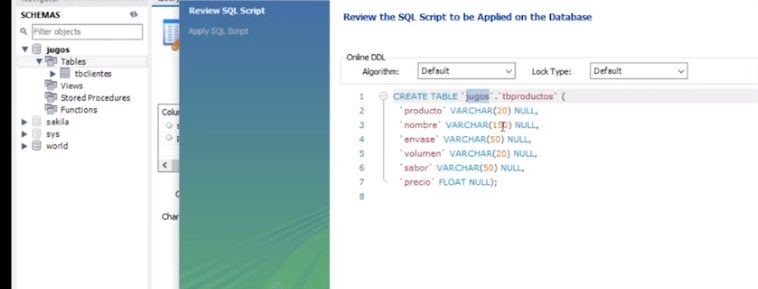 SCHEMAS
Filter objects
jugos
Tables
tbclientes
Views
Stored Procedures
Functions
sakila
sys
world
Colu
Char
Review SQL Script
Apply SQL Script
Review the SQL Script to be Applied on the Database
Online DDL
Algorithm: Default Lock Type: Default
1 CREATE TABLE `jugos`.`tbproductos` (
2 `producto` VARCHAR(20) NULL,
3 `nombre` VARCHAR(150) NULL,
4 `envase` VARCHAR(50) NULL,
5 `volumen` VARCHAR(20) NULL,
6 `sabor` VARCHAR(50) NULL,
7 `precio` FLOAT NULL);
8